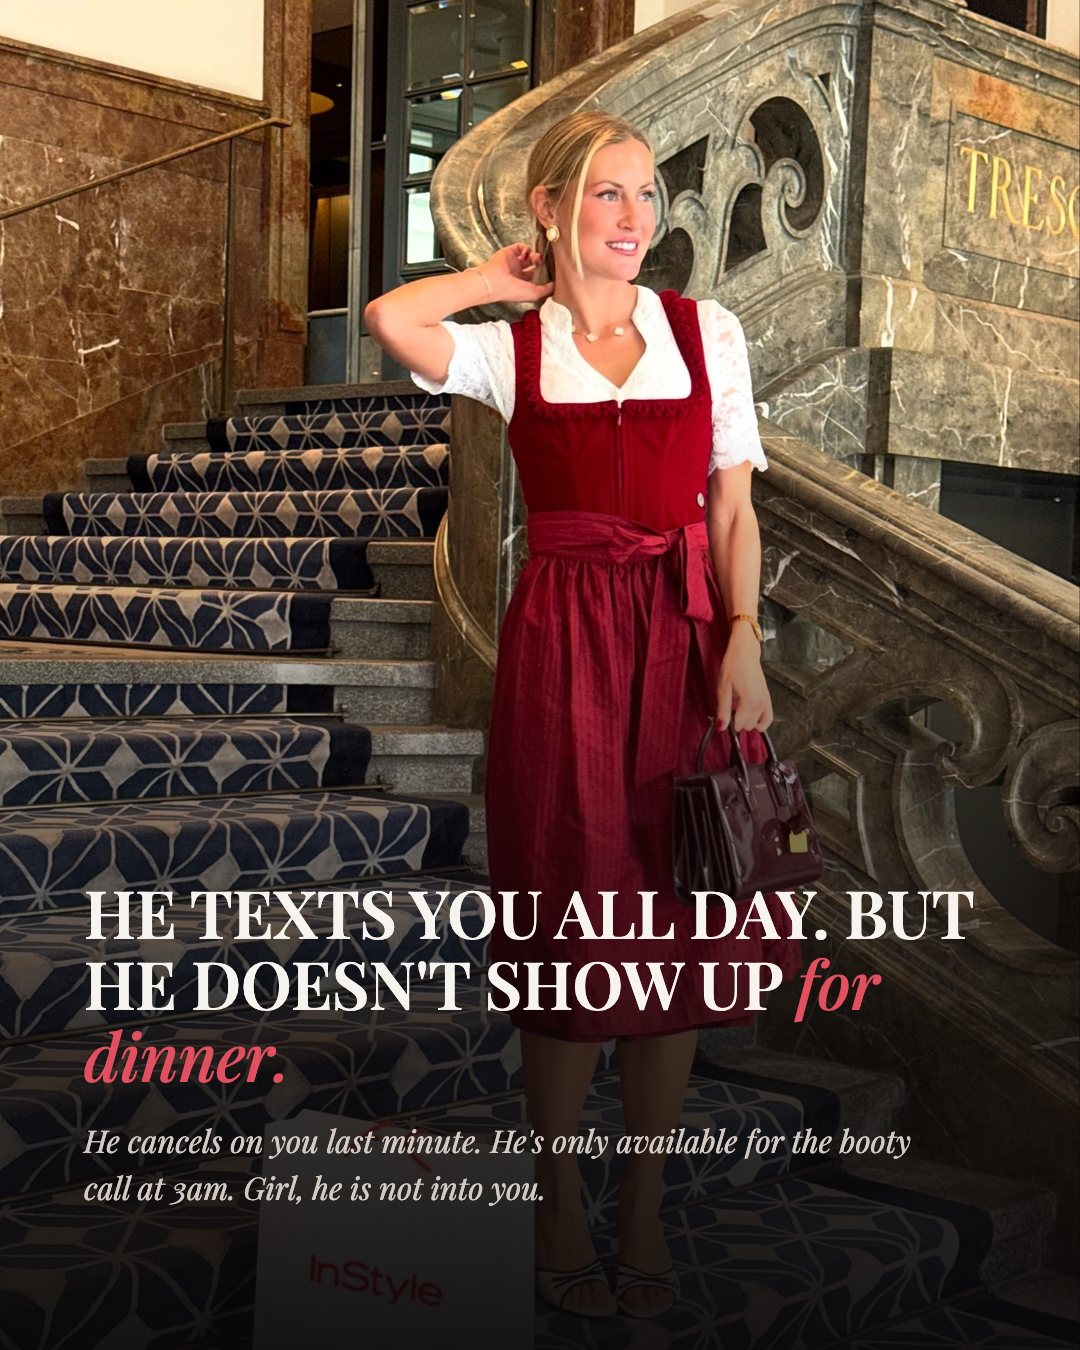 TRESO
HE TEXTS YOU ALL DAY. BUT
HE DOESN'T SHOW UP for
dinner.
He cancels on you last minute. He's only available for the booty
call at 3am. Girl, he is not into you.
InStyle